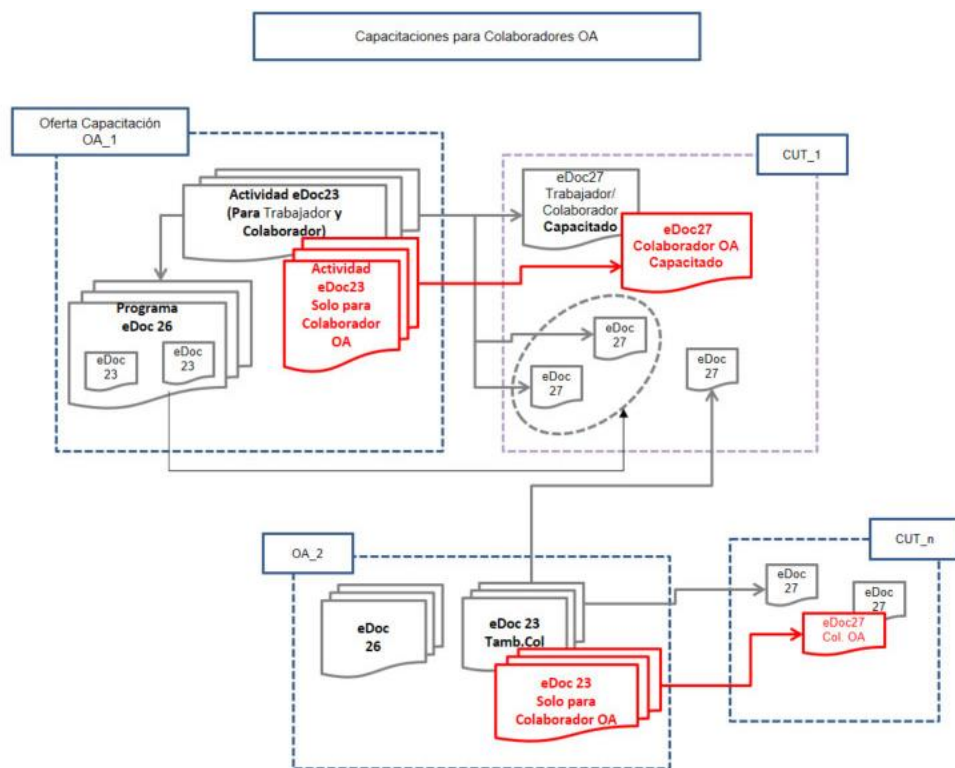 Capacitaciones para Colaboradores OA
Oferta Capacitación
OA_1
CUT_1
Actividad eDoc23
(Para Trabajador y
Colaborador)
eDoc27
Trabajador/
Colaborador
Capacitado
eDoc27
Colaborador OA
Capacitado
Actividad
eDoc23
Solo para
Colaborador
OA
Programa
eDoc 26
eDoc
23
eDoc
23
eDoc
27
eDoc
27
eDoc
27
OA_2
CUT_n
eDoc
26
eDoc 23
Tamb.Col
eDoc 23
Solo para
Colaborador OA
eDoc
27
eDoc
27
eDoc27
Col. OA